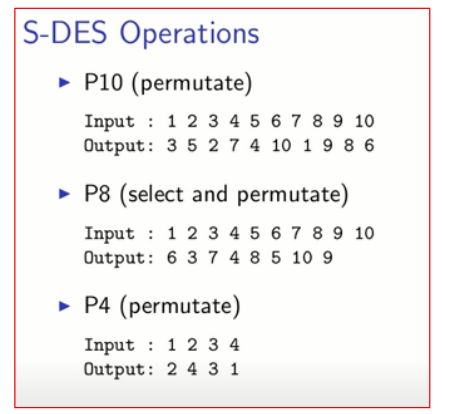 S-DES Operations
▶ P10 (permutate)
Input : 1 2 3 4 5 6 7 8 9 10
Output: 3 5 2 7 4 10 1 9 8 6
▶ P8 (select and permutate)
Input : 1 2 3 4 5 6 7 8 9 10
Output: 6 3 7 4 8 5 10 9
▶ P4 (permutate)
Input : 1 2 3 4
Output: 2 4 3 1